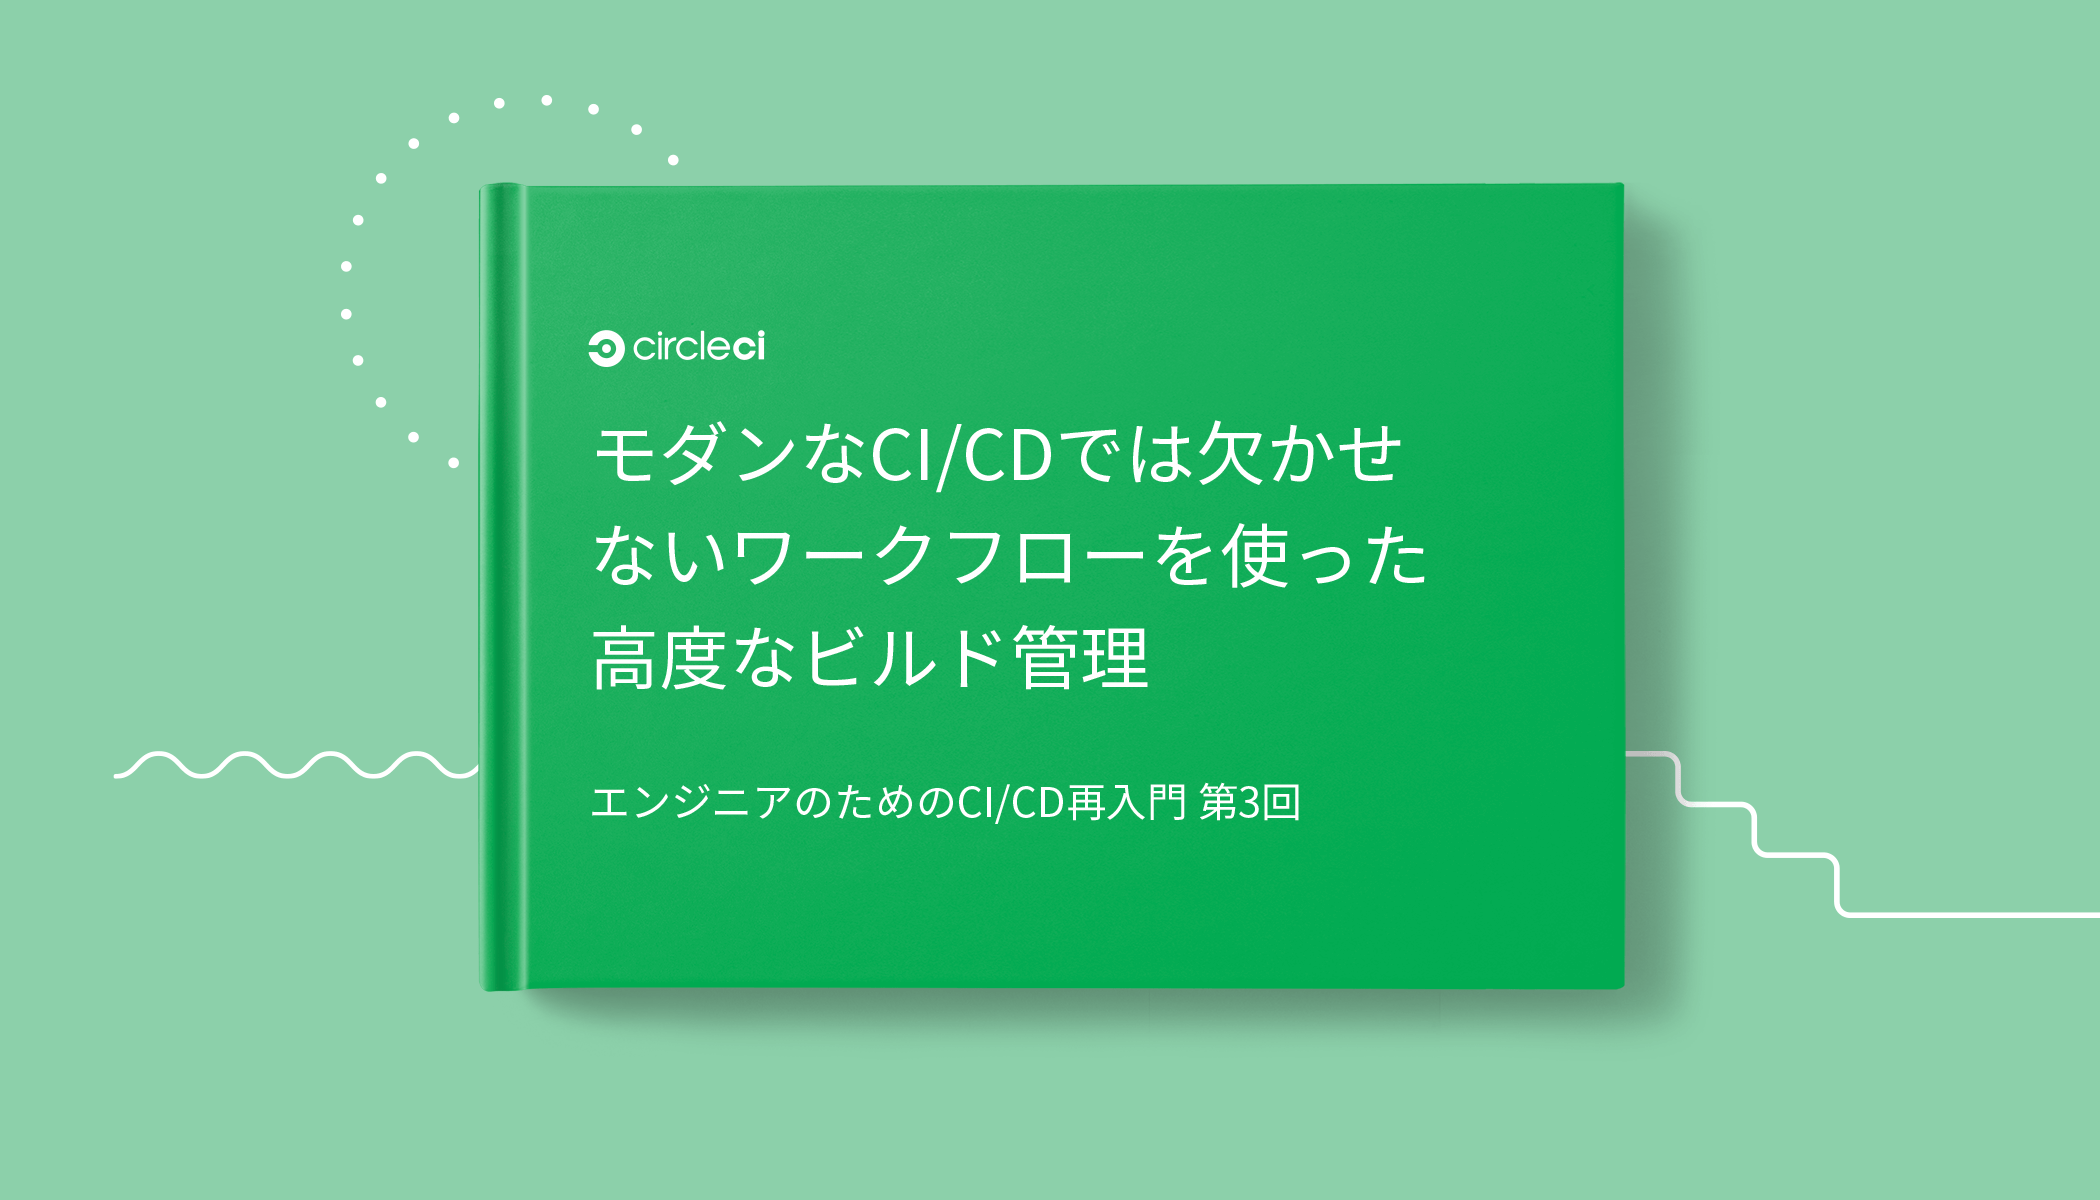 circleci
モダンなCI/CDでは欠かせ
ないワークフローを使った
高度なビルド管理
エンジニアのためのCI/CD再入門 第3回